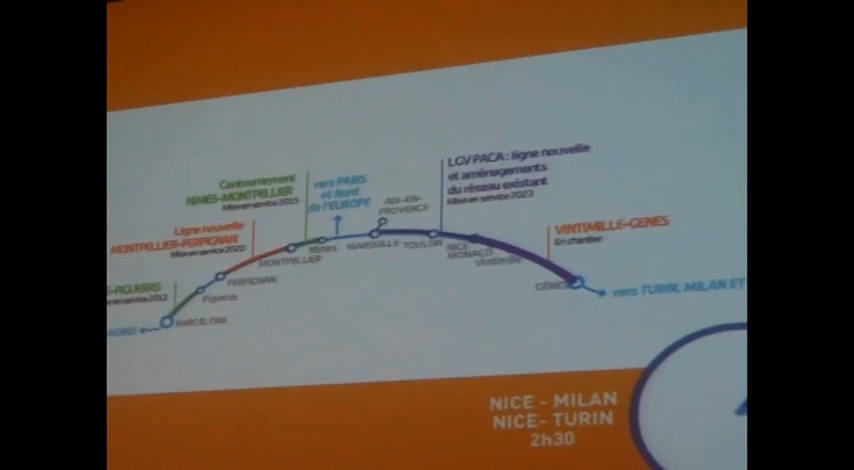 LGV PACA : ligne nouvelle
et aménagements
du réseau existant
Mise en service 2023
Contournement
NIMES-MONTPELLIER
Mise en service 2015
vers PARIS
et Nord
de l'EUROPE
AIX-EN-
PROVENCE
Ligne nouvelle
MONTPELLIER-PERPIGNAN
Mise en service 2020
VINTIMILLE-GENES
En chantier
MONTPELLIER
Nîmes
MARSEILLE
TOULON
NICE
MONACO
Vintimille
-FIGUERAS
en service 2013
PERPIGNAN
Figueras
GÊNES
vers TURIN, MILAN ET
BARCELONE
NICE - MILAN
NICE- TURIN
2h30